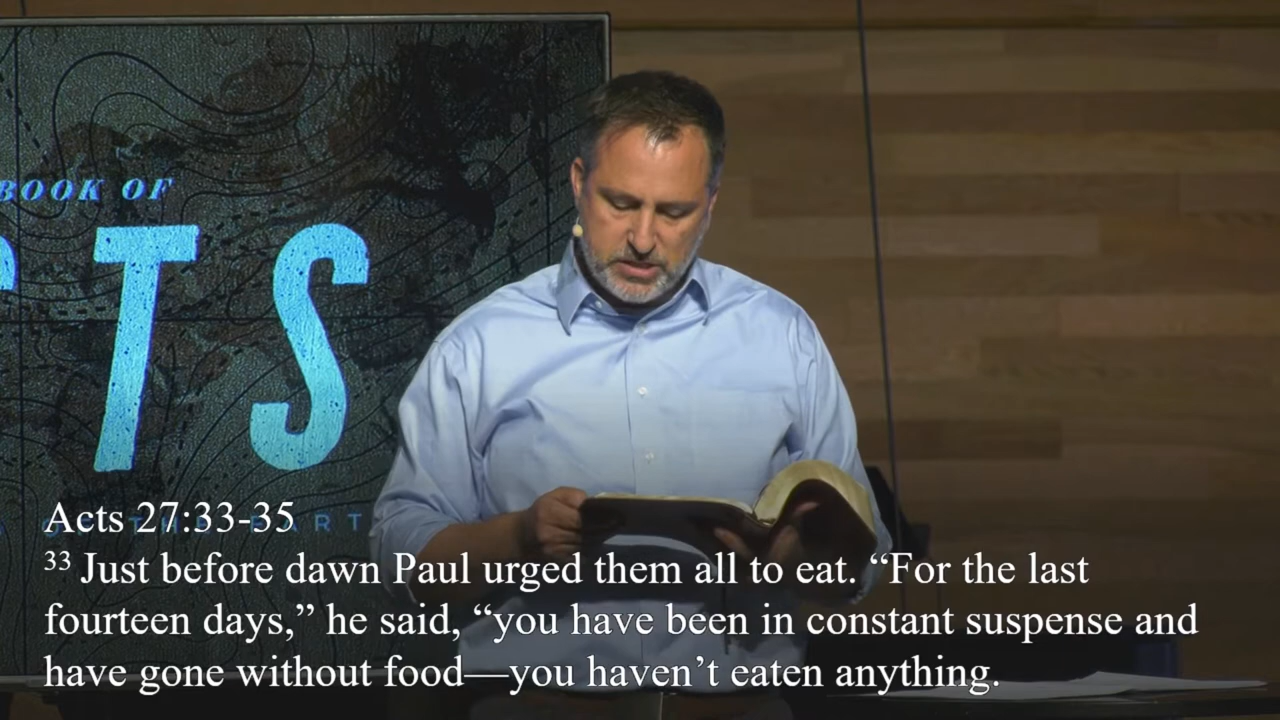 BOOK OF
TS
Acts 27:33-35
³³ Just before dawn Paul urged them all to eat. “For the last
fourteen days,” he said, “you have been in constant suspense and
have gone without food—you haven’t eaten anything.